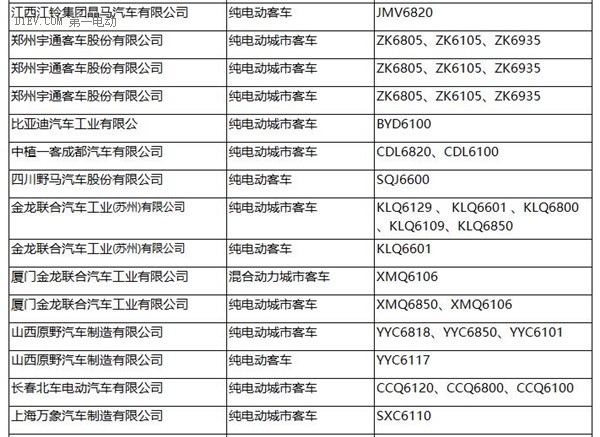 江西江铃集团晶马汽车有限公司 纯电动客车 JMV6820
D1EV.COM 第一电动
郑州宇通客车股份有限公司 纯电动城市客车 ZK6805、ZK6105、ZK6935
郑州宇通客车股份有限公司 纯电动城市客车 ZK6805、ZK6105、ZK6935
郑州宇通客车股份有限公司 纯电动城市客车 ZK6805、ZK6105、ZK6935
比亚迪汽车工业有限公 纯电动城市客车 BYD6100
中植一客成都汽车有限公司 纯电动城市客车 CDL6820、CDL6100
四川野马汽车股份有限公司 纯电动客车 SQJ6600
金龙联合汽车工业(苏州)有限公司 纯电动城市客车 KLQ6129 、 KLQ6601 、KLQ6800
、KLQ6109、KLQ6850
金龙联合汽车工业(苏州)有限公司 纯电动客车 KLQ6601
厦门金龙联合汽车工业有限公司 混合动力城市客车 XMQ6106
厦门金龙联合汽车工业有限公司 纯电动城市客车 XMQ6850、XMQ6106
山西原野汽车制造有限公司 纯电动城市客车 YYC6818、YYC6850、YYC6101
山西原野汽车制造有限公司 纯电动客车 YYC6117
长春北车电动汽车有限公司 纯电动城市客车 CCQ6120、CCQ6800、CCQ6100
上海万象汽车制造有限公司 纯电动城市客车 SXC6110